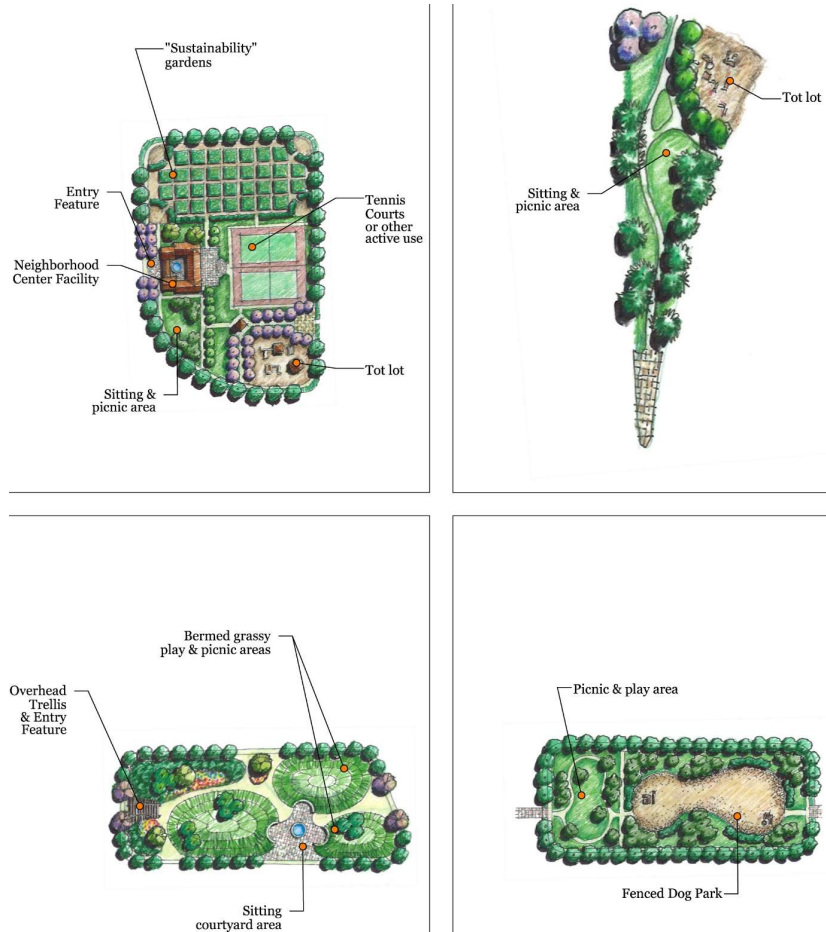 "Sustainability"
gardens
Entry
Feature
Neighborhood
Center Facility
Sitting &
picnic area
Tennis
Courts
or other
active use
Tot lot
Tot lot
Sitting &
picnic area
Bermed grassy
play & picnic areas
Overhead
Trellis
& Entry
Feature
Sitting
courtyard area
Picnic & play area
Fenced Dog Park